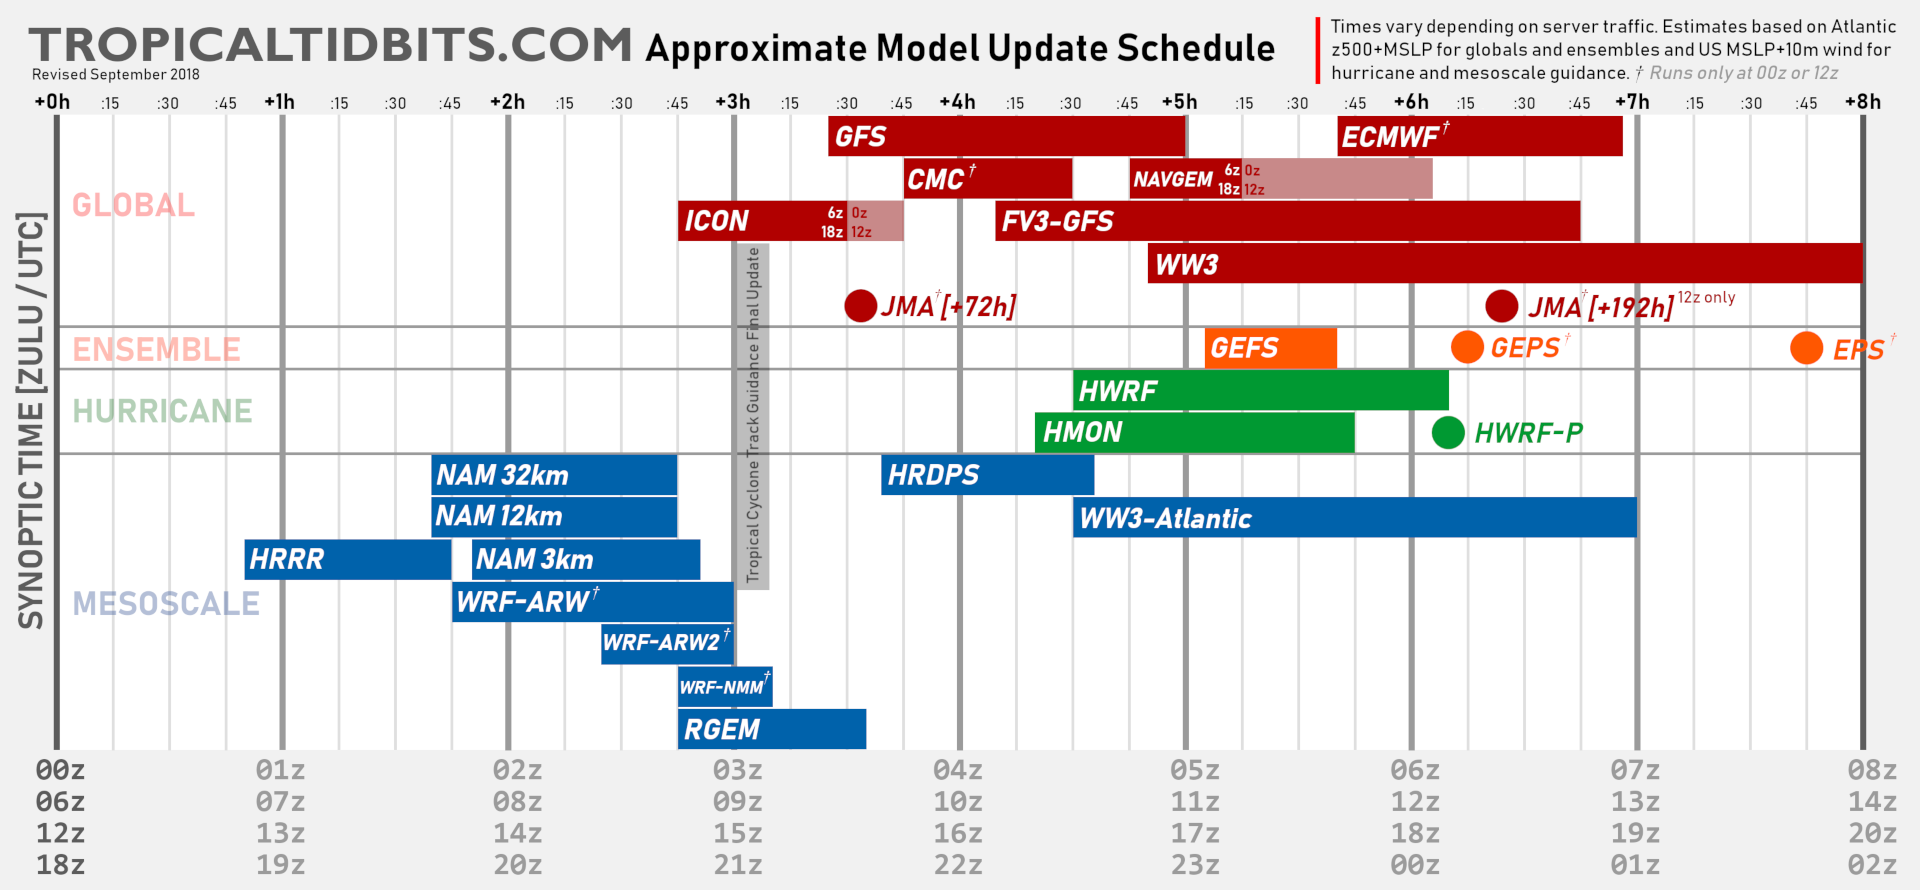 TROPICALTIDBITS.COM Approximate Model Update Schedule
Revised September 2018
Times vary depending on server traffic. Estimates based on Atlantic
z500+MSLP for globals and ensembles and US MSLP+10m wind for
hurricane and mesoscale guidance. † Runs only at 00z or 12z
+0h :15 :30 :45 +1h :15 :30 :45 +2h :15 :30 :45 +3h :15 :30 :45 +4h :15 :30 :45 +5h :15 :30 :45 +6h :15 :30 :45 +7h :15 :30 :45 +8h
SYNOPTIC TIME [ZULU / UTC]
GLOBAL
GFS
ECMWF†
CMC†
NAVGEM 6z 0z
18z 12z
ICON 6z 0z
18z 12z
FV3-GFS
WW3
JMA† [+72h]
JMA† [+192h] 12z only
Tropical Cyclone Track Guidance Final Update
ENSEMBLE
GEFS
GEPS†
EPS†
HURRICANE
HWRF
HMON
HWRF-P
MESOSCALE
NAM 32km
HRDPS
NAM 12km
WW3-Atlantic
HRRR
NAM 3km
WRF-ARW†
WRF-ARW2†
WRF-NMM†
RGEM
00z 01z 02z 03z 04z 05z 06z 07z 08z
06z 07z 08z 09z 10z 11z 12z 13z 14z
12z 13z 14z 15z 16z 17z 18z 19z 20z
18z 19z 20z 21z 22z 23z 00z 01z 02z